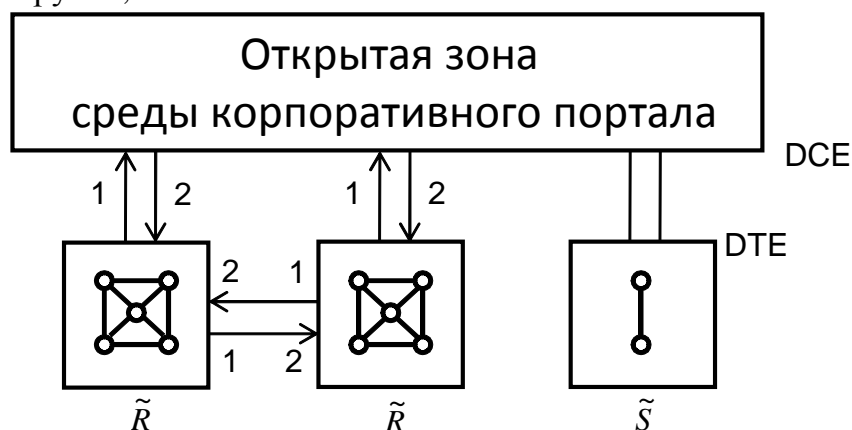 Открытая зона
среды корпоративного портала
DCE
1 2 1 2
DTE
2 1
1 2
R̃ R̃ S̃